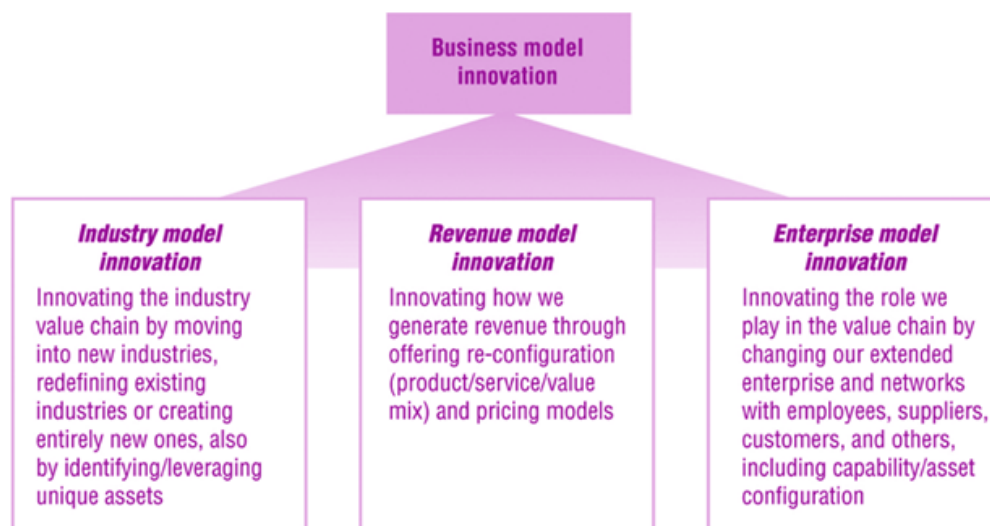 Business model
innovation
Industry model
innovation
Innovating the industry
value chain by moving
into new industries,
redefining existing
industries or creating
entirely new ones, also
by identifying/leveraging
unique assets
Revenue model
innovation
Innovating how we
generate revenue through
offering re-configuration
(product/service/value
mix) and pricing models
Enterprise model
innovation
Innovating the role we
play in the value chain by
changing our extended
enterprise and networks
with employees, suppliers,
customers, and others,
including capability/asset
configuration